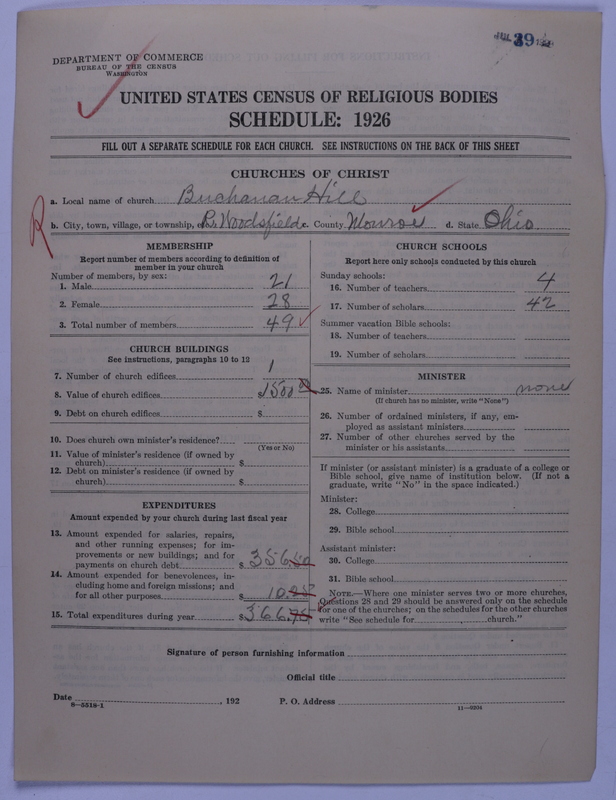 JUL 29
DEPARTMENT OF COMMERCE
BUREAU OF THE CENSUS
WASHINGTON
UNITED STATES CENSUS OF RELIGIOUS BODIES
SCHEDULE: 1926
FILL OUT A SEPARATE SCHEDULE FOR EACH CHURCH. SEE INSTRUCTIONS ON THE BACK OF THIS SHEET
CHURCHES OF CHRIST
a. Local name of church Buchanan Hill
R
b. City, town, village, or township, etc. Woodsfield c. County Monroe d. State Ohio
MEMBERSHIP
Report number of members according to definition of
member in your church
Number of members, by sex:
1. Male 21
2. Female 28
3. Total number of members 49
CHURCH BUILDINGS
See instructions, paragraphs 10 to 12
7. Number of church edifices 1
8. Value of church edifices $1500 00
9. Debt on church edifices $
10. Does church own minister's residence?
(Yes or No)
11. Value of minister's residence (if owned by
church) $
12. Debt on minister's residence (if owned by
church) $
EXPENDITURES
Amount expended by your church during last fiscal year
13. Amount expended for salaries, repairs,
and other running expenses; for im-
provements or new buildings; and for
payments on church debt $ 356.50
14. Amount expended for benevolences, in-
cluding home and foreign missions; and
for all other purposes 10.25
15. Total expenditures during year $366.75
CHURCH SCHOOLS
Report here only schools conducted by this church
Sunday schools:
16. Number of teachers 4
17. Number of scholars 42
Summer vacation Bible schools:
18. Number of teachers
19. Number of scholars
MINISTER
25. Name of minister none
(If church has no minister, write "None")
26. Number of ordained ministers, if any, em-
ployed as assistant ministers
27. Number of other churches served by the
minister or his assistants
If minister (or assistant minister) is a graduate of a college or
Bible school, give name of institution below. (If not a
graduate, write "No" in the space indicated.)
Minister:
28. College
29. Bible school
Assistant minister:
30. College
31. Bible school
NOTE.—Where one minister serves two or more churches,
Questions 28 and 29 should be answered only on the schedule
for one of the churches; on the schedules for the other churches
write "See schedule for , church."
Signature of person furnishing information
Official title
Date , 192 P. O. Address
8—5518-1 11—9204